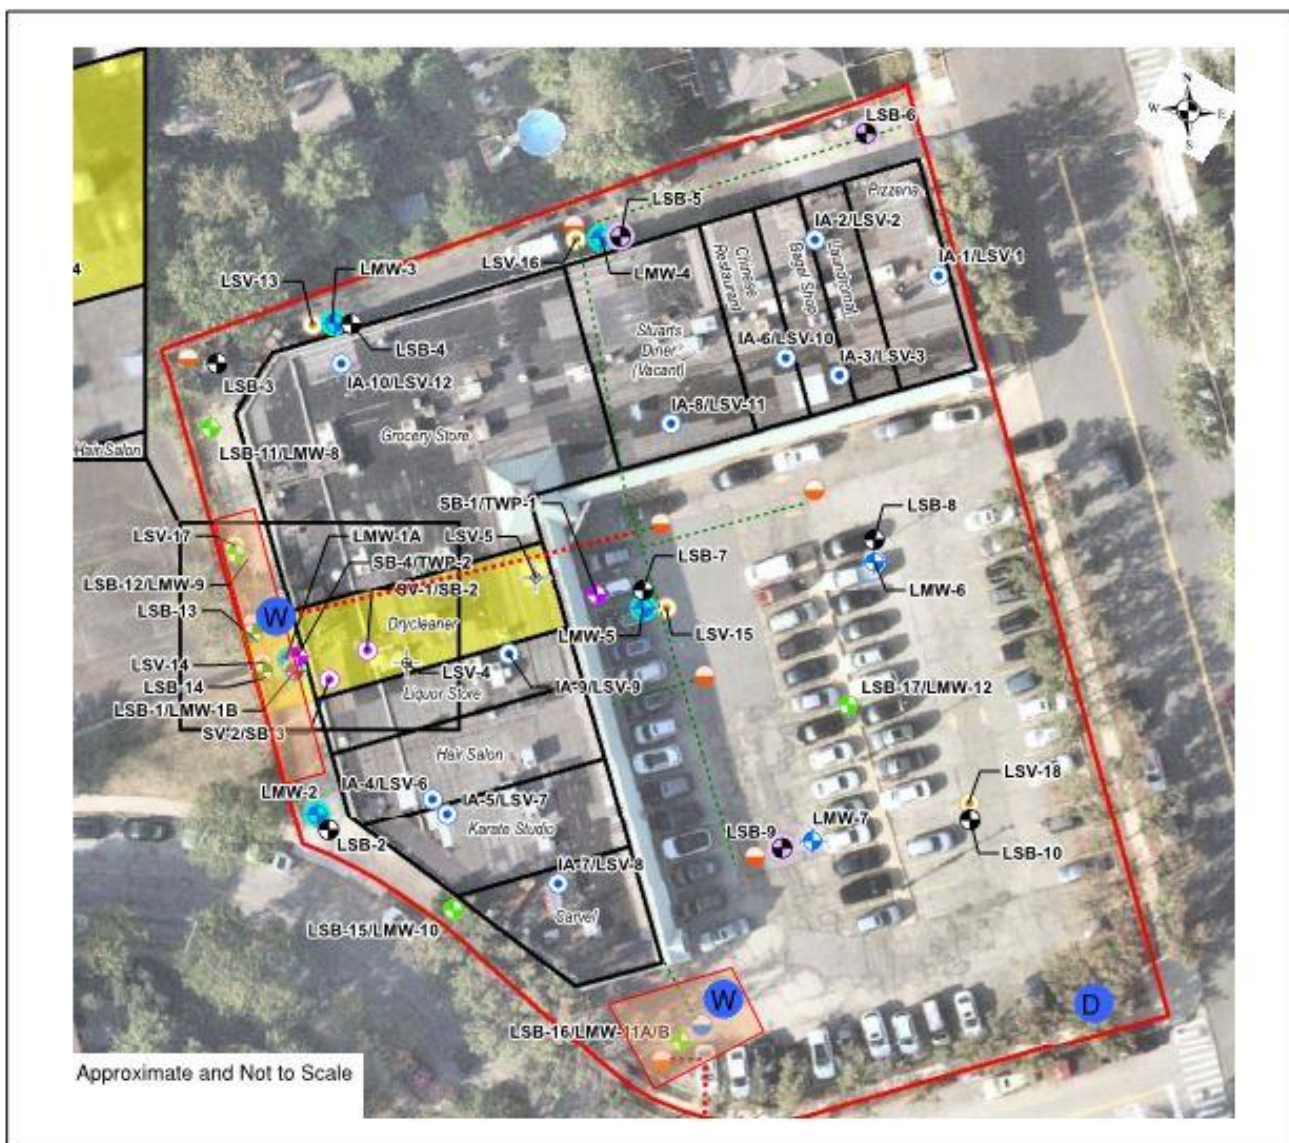 N
W E
S
LSB-6
LSB-5
Pizzeria
IA-2/LSV-2
LSV-16
LMW-4
IA-1/LSV-1
Chinese
Restaurant
Bagel Shop
Laundromat
4
LMW-3
LSV-13
LSB-4
Stuarts
Diner
(Vacant)
IA-6/LSV-10
IA-3/LSV-3
LSB-3
IA-10/LSV-12
IA-8/LSV-11
Grocery Store
Hair Salon
LSB-11/LMW-8
SB-1/TWP-1
LSB-8
LSV-17
LMW-1A
LSV-5
SB-4/TWP-2
LSB-7
LSB-12/LMW-9
SV-1/SB-2
LMW-6
LSB-13
W
Drycleaner
LMW-5
LSV-15
LSV-14
LSV-4
LSB-14
Liquor Store
IA-9/LSV-9
LSB-17/LMW-12
LSB-1/LMW-1B
SV-2/SB-3
Hair Salon
LSV-18
LMW-2
IA-4/LSV-6
IA-5/LSV-7
Karate Studio
LSB-9
LMW-7
LSB-2
LSB-10
IA-7/LSV-8
Carvel
LSB-15/LMW-10
W
D
LSB-16/LMW-11A/B
Approximate and Not to Scale